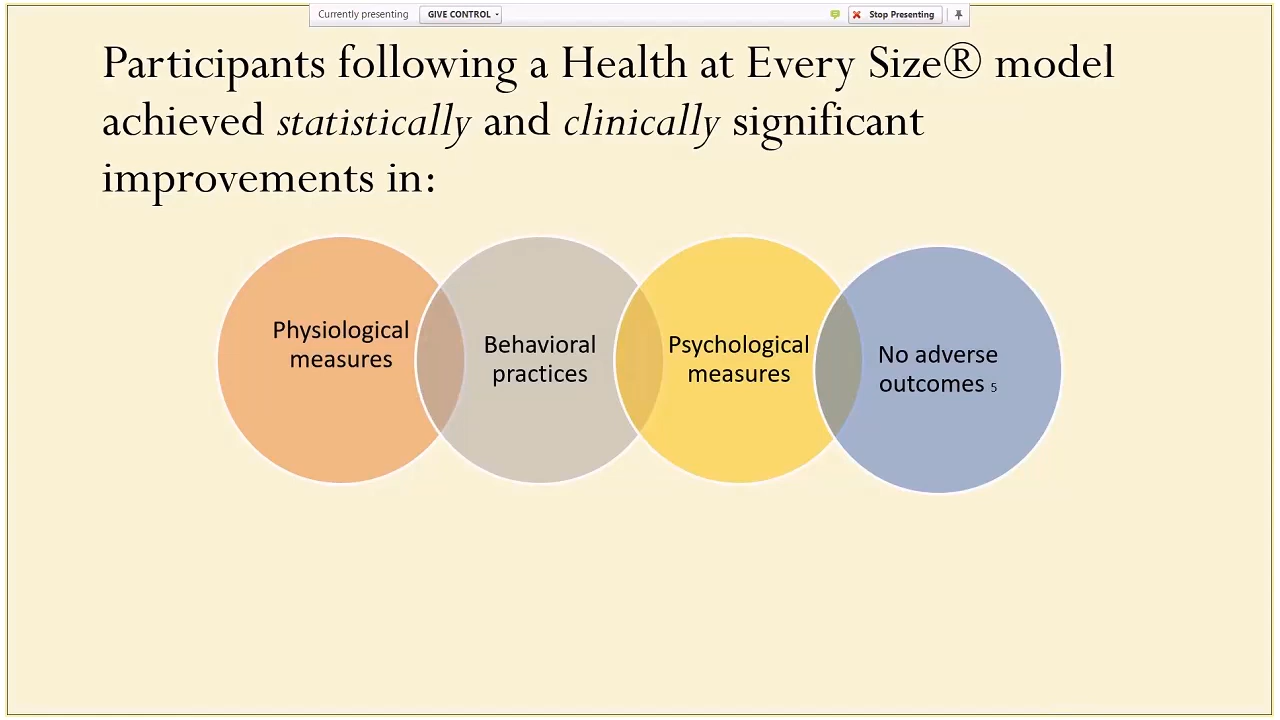 Currently presenting GIVE CONTROL Stop Presenting
Participants following a Health at Every Size® model
achieved statistically and clinically significant
improvements in:
Physiological
measures
Behavioral
practices
Psychological
measures
No adverse
outcomes 5